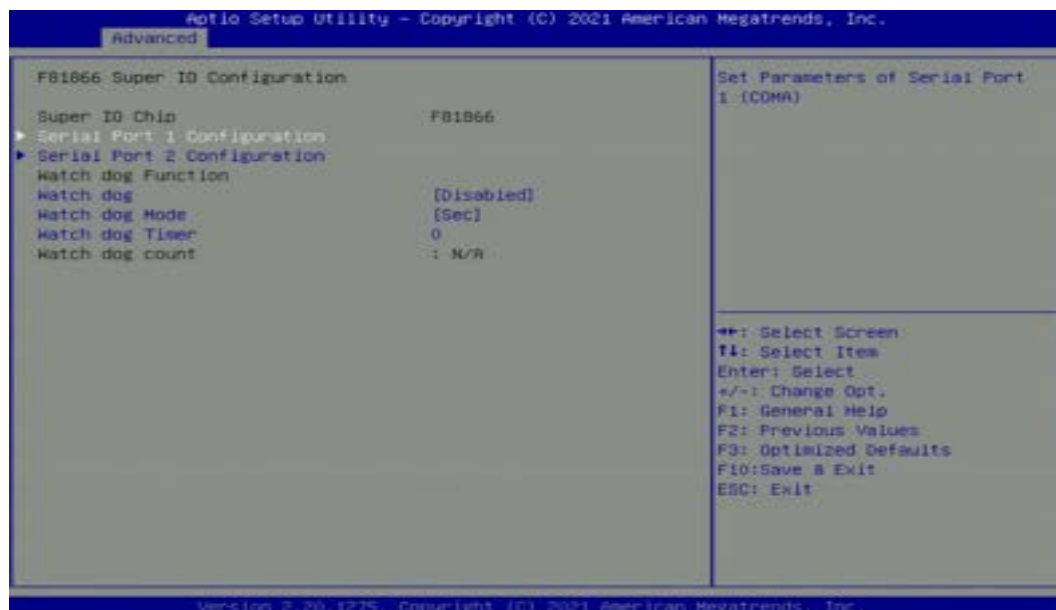 Aptio Setup Utility – Copyright (C) 2021 American Megatrends, Inc.
Advanced
F81866 Super IO Configuration
Super IO Chip F81866
Serial Port 1 Configuration
Serial Port 2 Configuration
Watch dog Function
Watch dog [Disabled]
Watch dog Mode [Sec]
Watch dog Timer 0
Watch dog count : N/A
Set Parameters of Serial Port
1 (COMA)
→←: Select Screen
↑↓: Select Item
Enter: Select
+/-: Change Opt.
F1: General Help
F2: Previous Values
F3: Optimized Defaults
F10:Save & Exit
ESC: Exit
Version 2.20.1275. Copyright (C) 2021 American Megatrends, Inc.